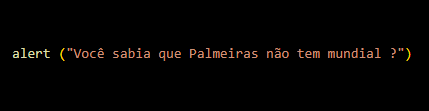 alert ("Você sabia que Palmeiras não tem mundial ?")